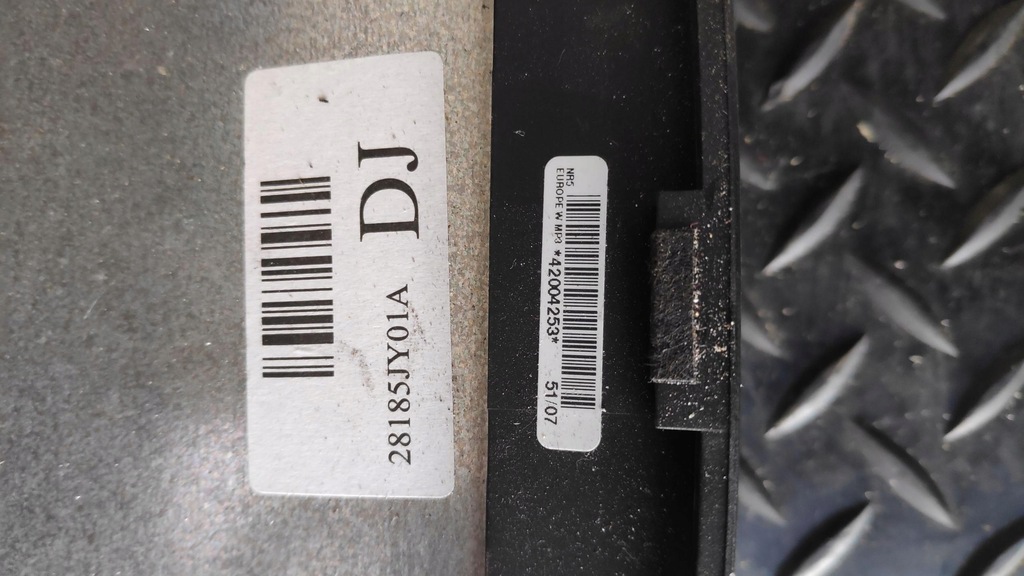 28185JY01A DJ
NR5
EUROPE W MP3 *42004253* 51/07